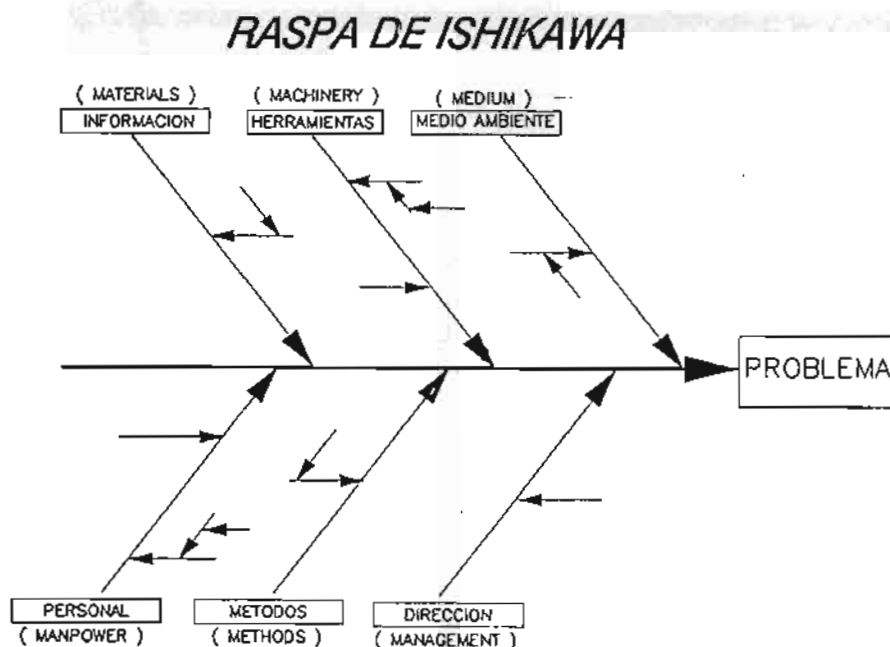 RASPA DE ISHIKAWA
( MATERIALS )
INFORMACION
( MACHINERY )
HERRAMIENTAS
( MEDIUM )
MEDIO AMBIENTE
PROBLEMA
PERSONAL
( MANPOWER )
METODOS
( METHODS )
DIRECCION
( MANAGEMENT )